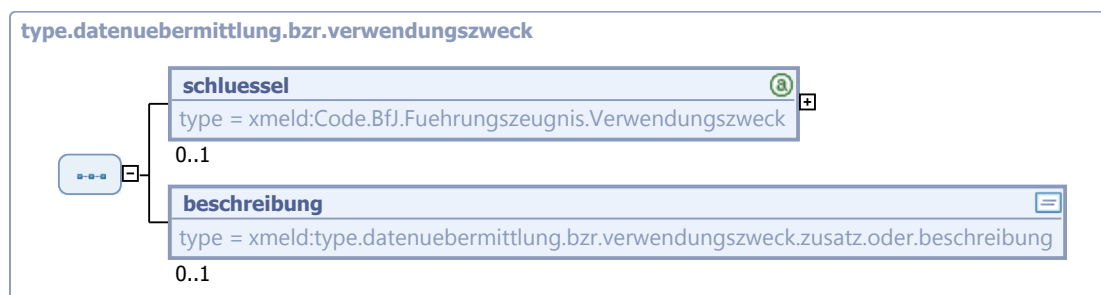 type.datenuebermittlung.bzr.verwendungszweck
schluessel
type = xmeld:Code.BfJ.Fuehrungszeugnis.Verwendungszweck
0..1
beschreibung
type = xmeld:type.datenuebermittlung.bzr.verwendungszweck.zusatz.oder.beschreibung
0..1